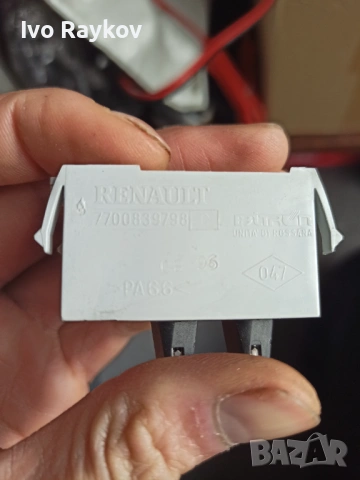 Ivo Raykov
RENAULT
7700839798
047
>PA66<
BAZAR